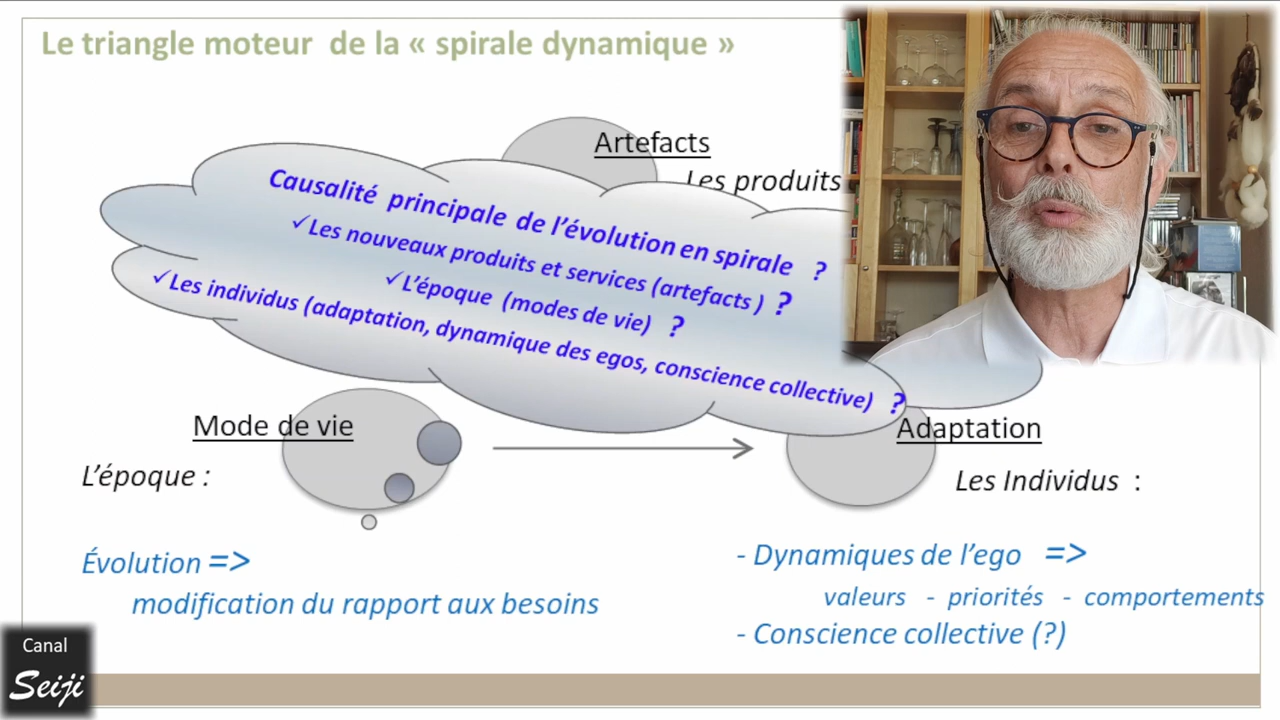 Le triangle moteur de la « spirale dynamique »
Artefacts
Les produits
Causalité principale de l’évolution en spirale ?
✓Les nouveaux produits et services (artefacts ) ?
✓L’époque (modes de vie) ?
✓Les individus (adaptation, dynamique des egos, conscience collective) ?
Mode de vie
L’époque :
Adaptation
Les Individus :
Évolution =>
modification du rapport aux besoins
- Dynamiques de l’ego =>
valeurs - priorités - comportements
- Conscience collective (?)
Canal
Seiji